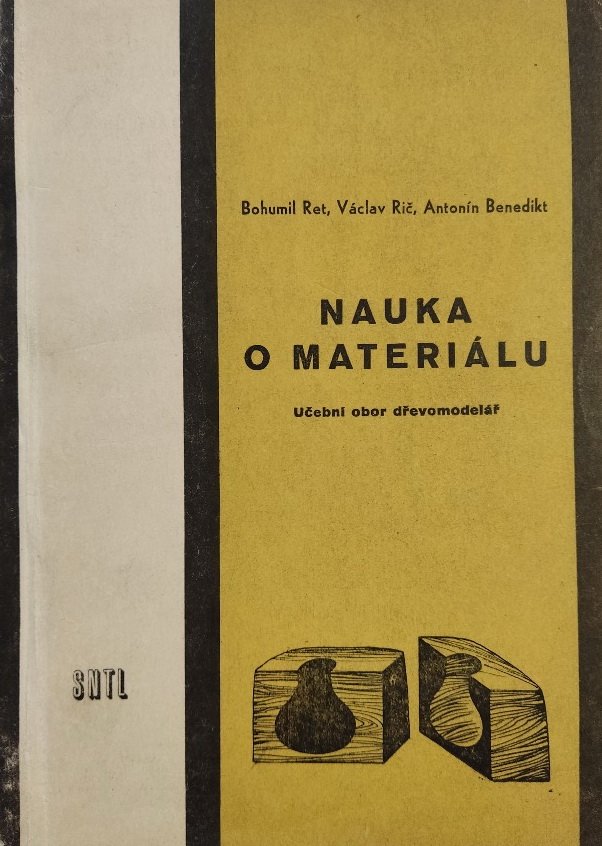 Bohumil Ret, Václav Rič, Antonín Benedikt
NAUKA
O MATERIÁLU
Učební obor dřevomodelář
SNTL